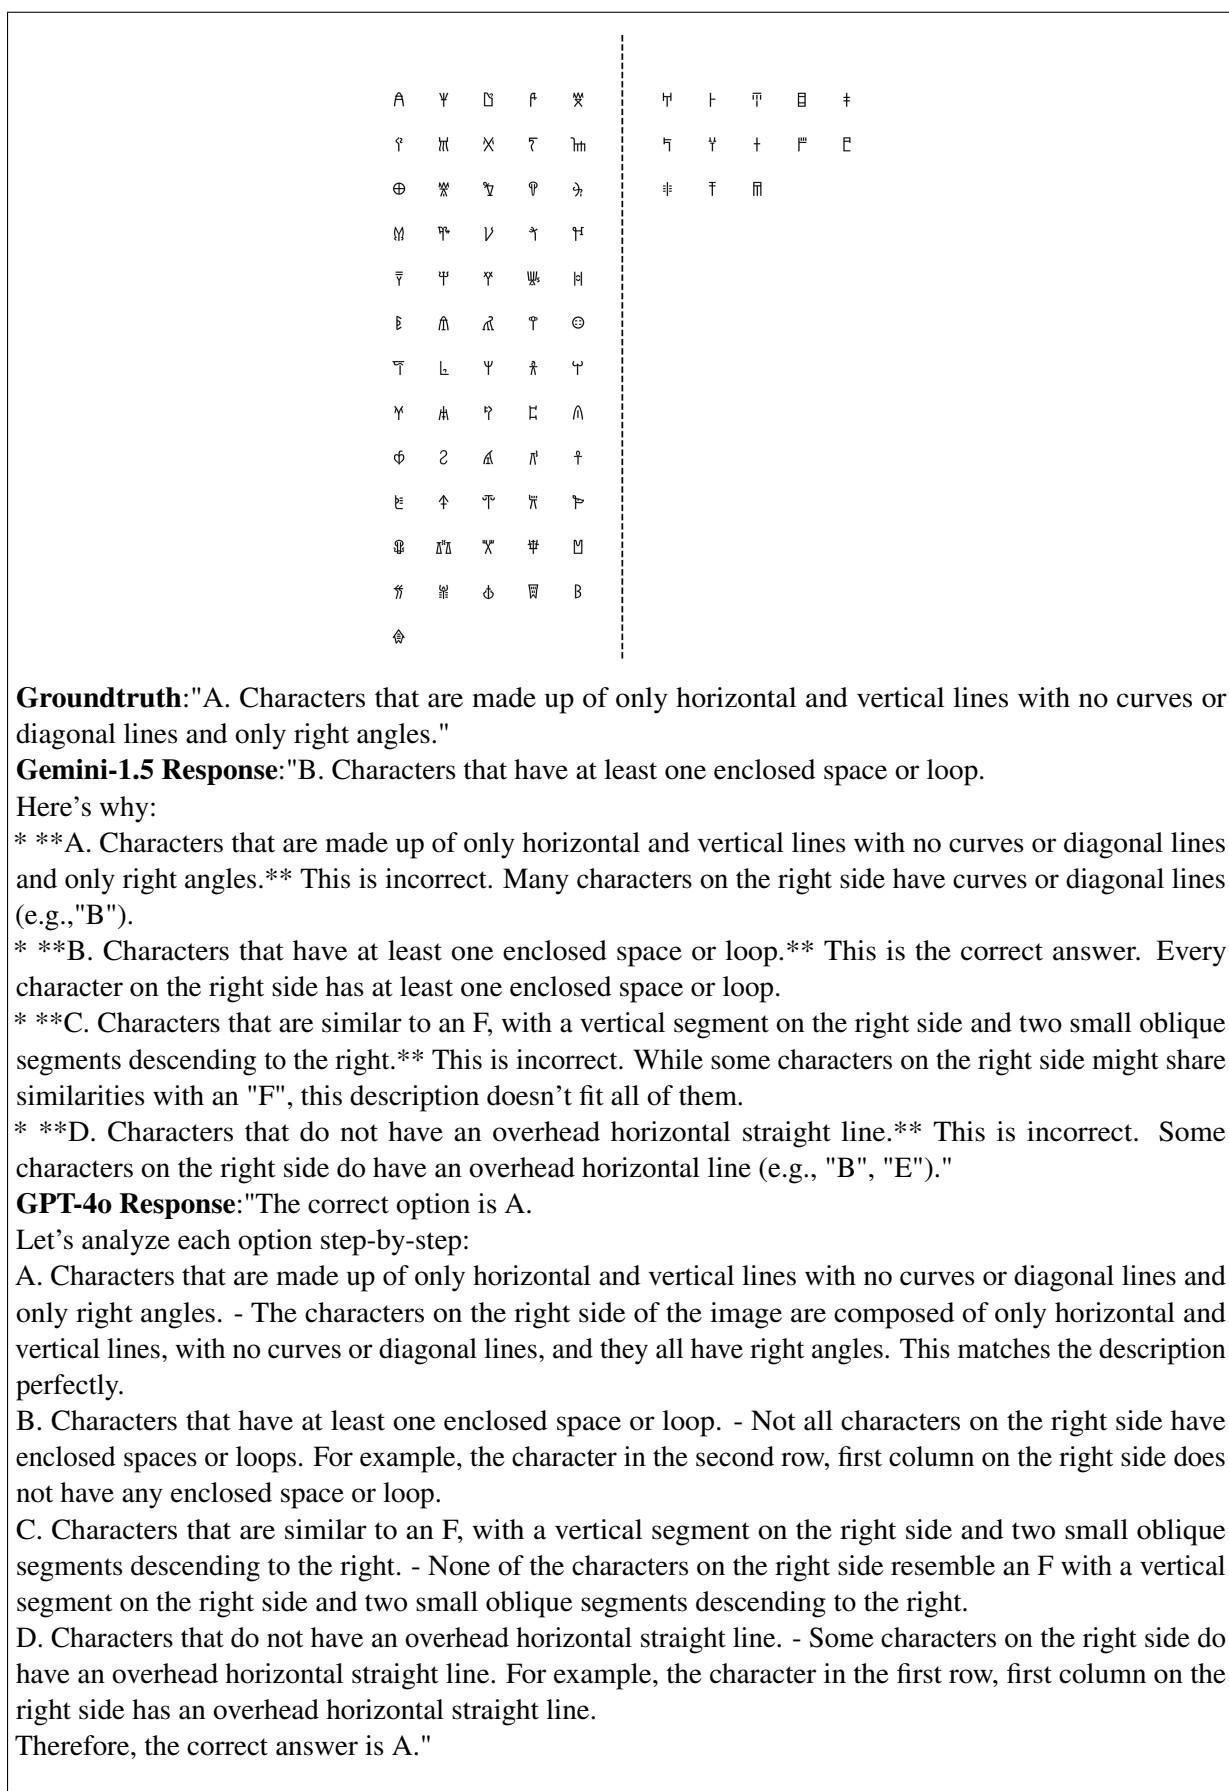 Groundtruth:"A. Characters that are made up of only horizontal and vertical lines with no curves or
diagonal lines and only right angles."
Gemini-1.5 Response:"B. Characters that have at least one enclosed space or loop.
Here's why:
* **A. Characters that are made up of only horizontal and vertical lines with no curves or diagonal lines
and only right angles.** This is incorrect. Many characters on the right side have curves or diagonal lines
(e.g.,"B").
* **B. Characters that have at least one enclosed space or loop.** This is the correct answer. Every
character on the right side has at least one enclosed space or loop.
* **C. Characters that are similar to an F, with a vertical segment on the right side and two small oblique
segments descending to the right.** This is incorrect. While some characters on the right side might share
similarities with an "F", this description doesn't fit all of them.
* **D. Characters that do not have an overhead horizontal straight line.** This is incorrect. Some
characters on the right side do have an overhead horizontal line (e.g., "B", "E")."
GPT-4o Response:"The correct option is A.
Let's analyze each option step-by-step:
A. Characters that are made up of only horizontal and vertical lines with no curves or diagonal lines and
only right angles. - The characters on the right side of the image are composed of only horizontal and
vertical lines, with no curves or diagonal lines, and they all have right angles. This matches the description
perfectly.
B. Characters that have at least one enclosed space or loop. - Not all characters on the right side have
enclosed spaces or loops. For example, the character in the second row, first column on the right side does
not have any enclosed space or loop.
C. Characters that are similar to an F, with a vertical segment on the right side and two small oblique
segments descending to the right. - None of the characters on the right side resemble an F with a vertical
segment on the right side and two small oblique segments descending to the right.
D. Characters that do not have an overhead horizontal straight line. - Some characters on the right side do
have an overhead horizontal straight line. For example, the character in the first row, first column on the
right side has an overhead horizontal straight line.
Therefore, the correct answer is A."